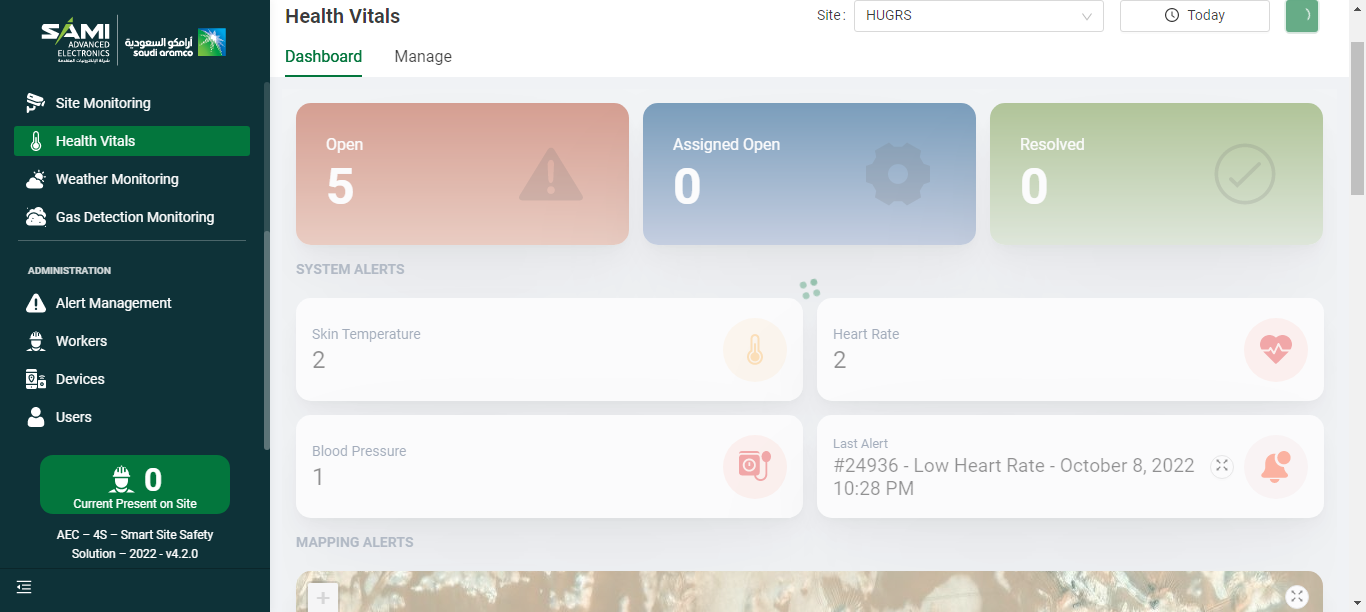 SAMI
ADVANCED
ELECTRONICS
شركة الإلكترونيات المتقدمة
أرامكو السعودية
saudi aramco
Site Monitoring
Health Vitals
Weather Monitoring
Gas Detection Monitoring
ADMINISTRATION
Alert Management
Workers
Devices
Users
0
Current Present on Site
AEC – 4S – Smart Site Safety
Solution – 2022 - v4.2.0
Health Vitals
Site :
HUGRS
Today
Dashboard
Manage
Open
5
Assigned Open
0
Resolved
0
SYSTEM ALERTS
Skin Temperature
2
Heart Rate
2
Blood Pressure
1
Last Alert
#24936 - Low Heart Rate - October 8, 2022
10:28 PM
MAPPING ALERTS
+